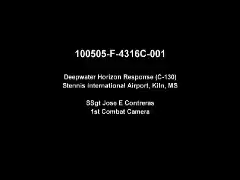 100505-F-4316C-001
Deepwater Horizon Response (C-130)
Stennis International Airport, Kiln, MS
SSgt Jose E Contreras
1st Combat Camera